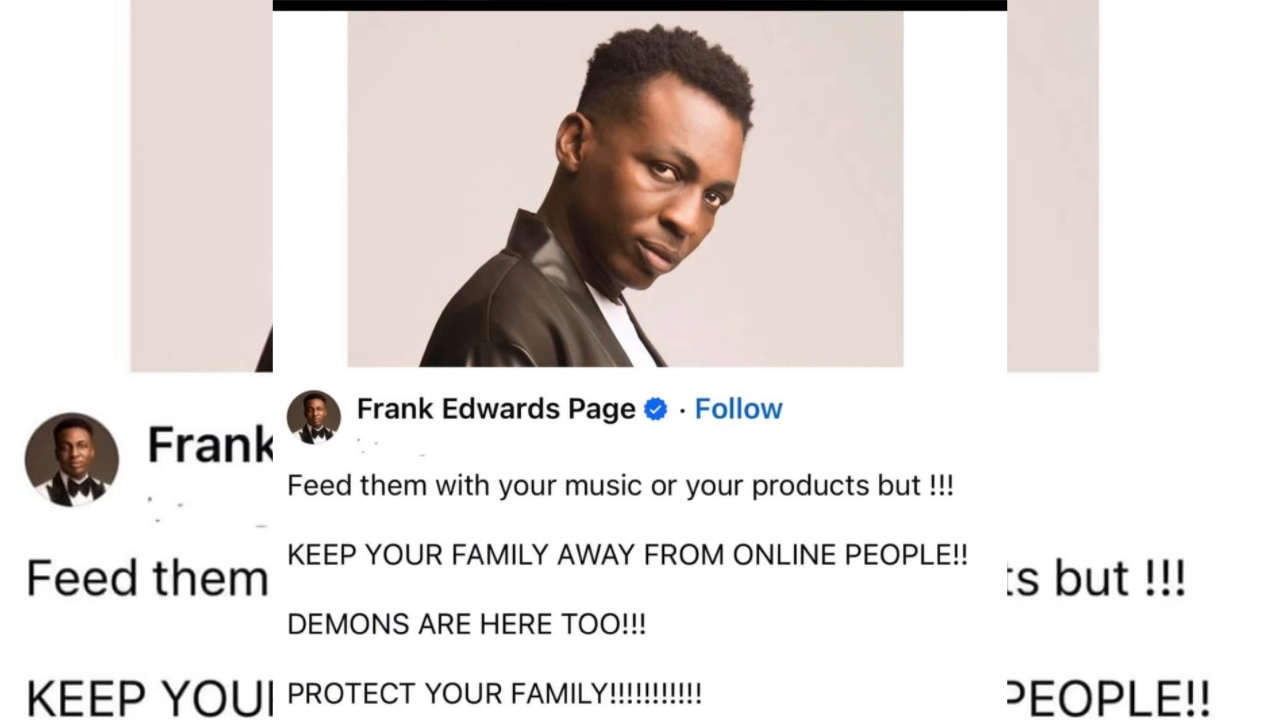 Frank Edwards Page · Follow
Feed them with your music or your products but !!!
KEEP YOUR FAMILY AWAY FROM ONLINE PEOPLE!!
DEMONS ARE HERE TOO!!!
PROTECT YOUR FAMILY!!!!!!!!!!!
Frank
Feed them
ts but !!!
KEEP YOU
PEOPLE!!